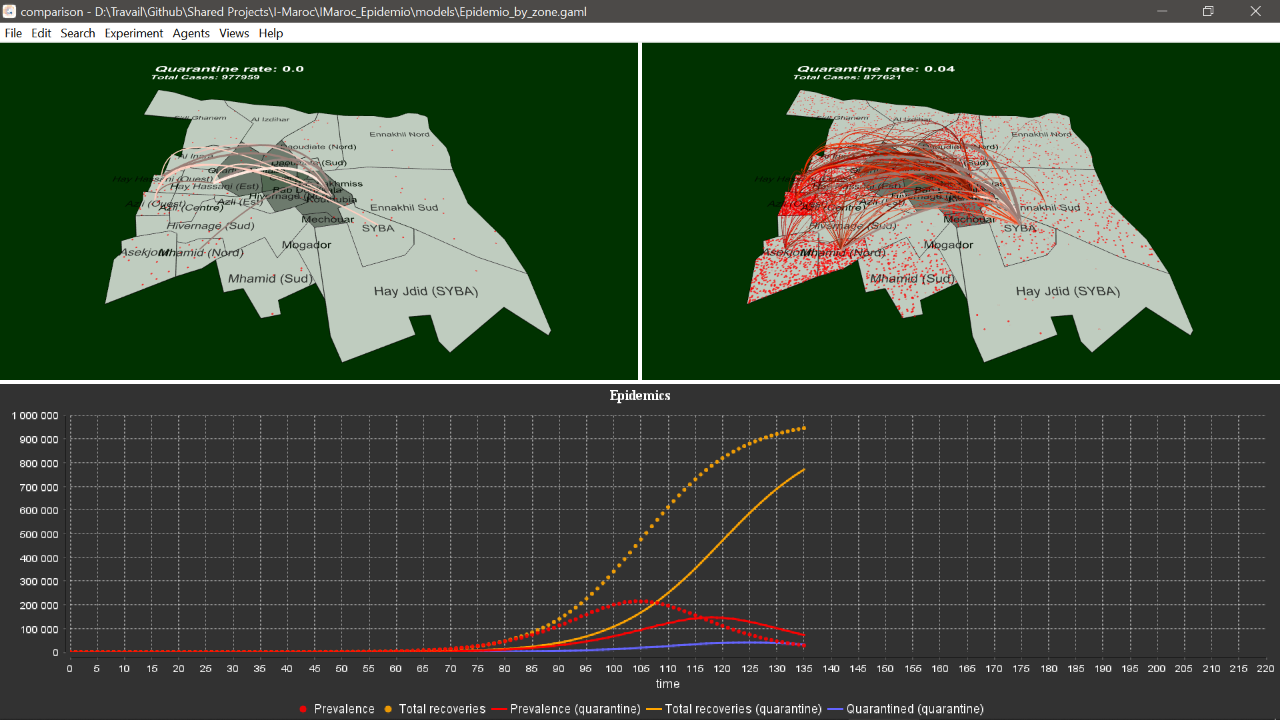 comparison - D:\Travail\Github\Shared Projects\I-Maroc\IMaroc_Epidemio\models\Epidemio_by_zone.gaml
File Edit Search Experiment Agents Views Help
Quarantine rate: 0.0
Total Cases: 977959
Sidi Ghanem
Al Izdihar
Ennakhil Nord
Daoudiate (Nord)
Al Inara
Daoudiate (Sud)
Hay Hassani (Ouest)
Hay Hassani (Est)
Azli (Ouest)
Azli (Centre)
Azli (Est)
Koutoubia
Ennakhil Sud
Mechouar
SYBA
Hivernage (Sud)
Mogador
Asekjour
Mhamid (Nord)
Mhamid (Sud)
Hay Jdid (SYBA)
Quarantine rate: 0.04
Total Cases: 877621
Sidi Ghanem
Al Izdihar
Ennakhil Nord
Daoudiate (Nord)
Ennakhil Sud
Mechouar
SYBA
Hivernage (Sud)
Mogador
Asekjour
Mhamid (Nord)
Mhamid (Sud)
Hay Jdid (SYBA)
Epidemics
1 000 000
900 000
800 000
700 000
600 000
500 000
400 000
300 000
200 000
100 000
0
0 5 10 15 20 25 30 35 40 45 50 55 60 65 70 75 80 85 90 95 100 105 110 115 120 125 130 135 140 145 150 155 160 165 170 175 180 185 190 195 200 205 210 215 220
time
Prevalence Total recoveries Prevalence (quarantine) Total recoveries (quarantine) Quarantined (quarantine)